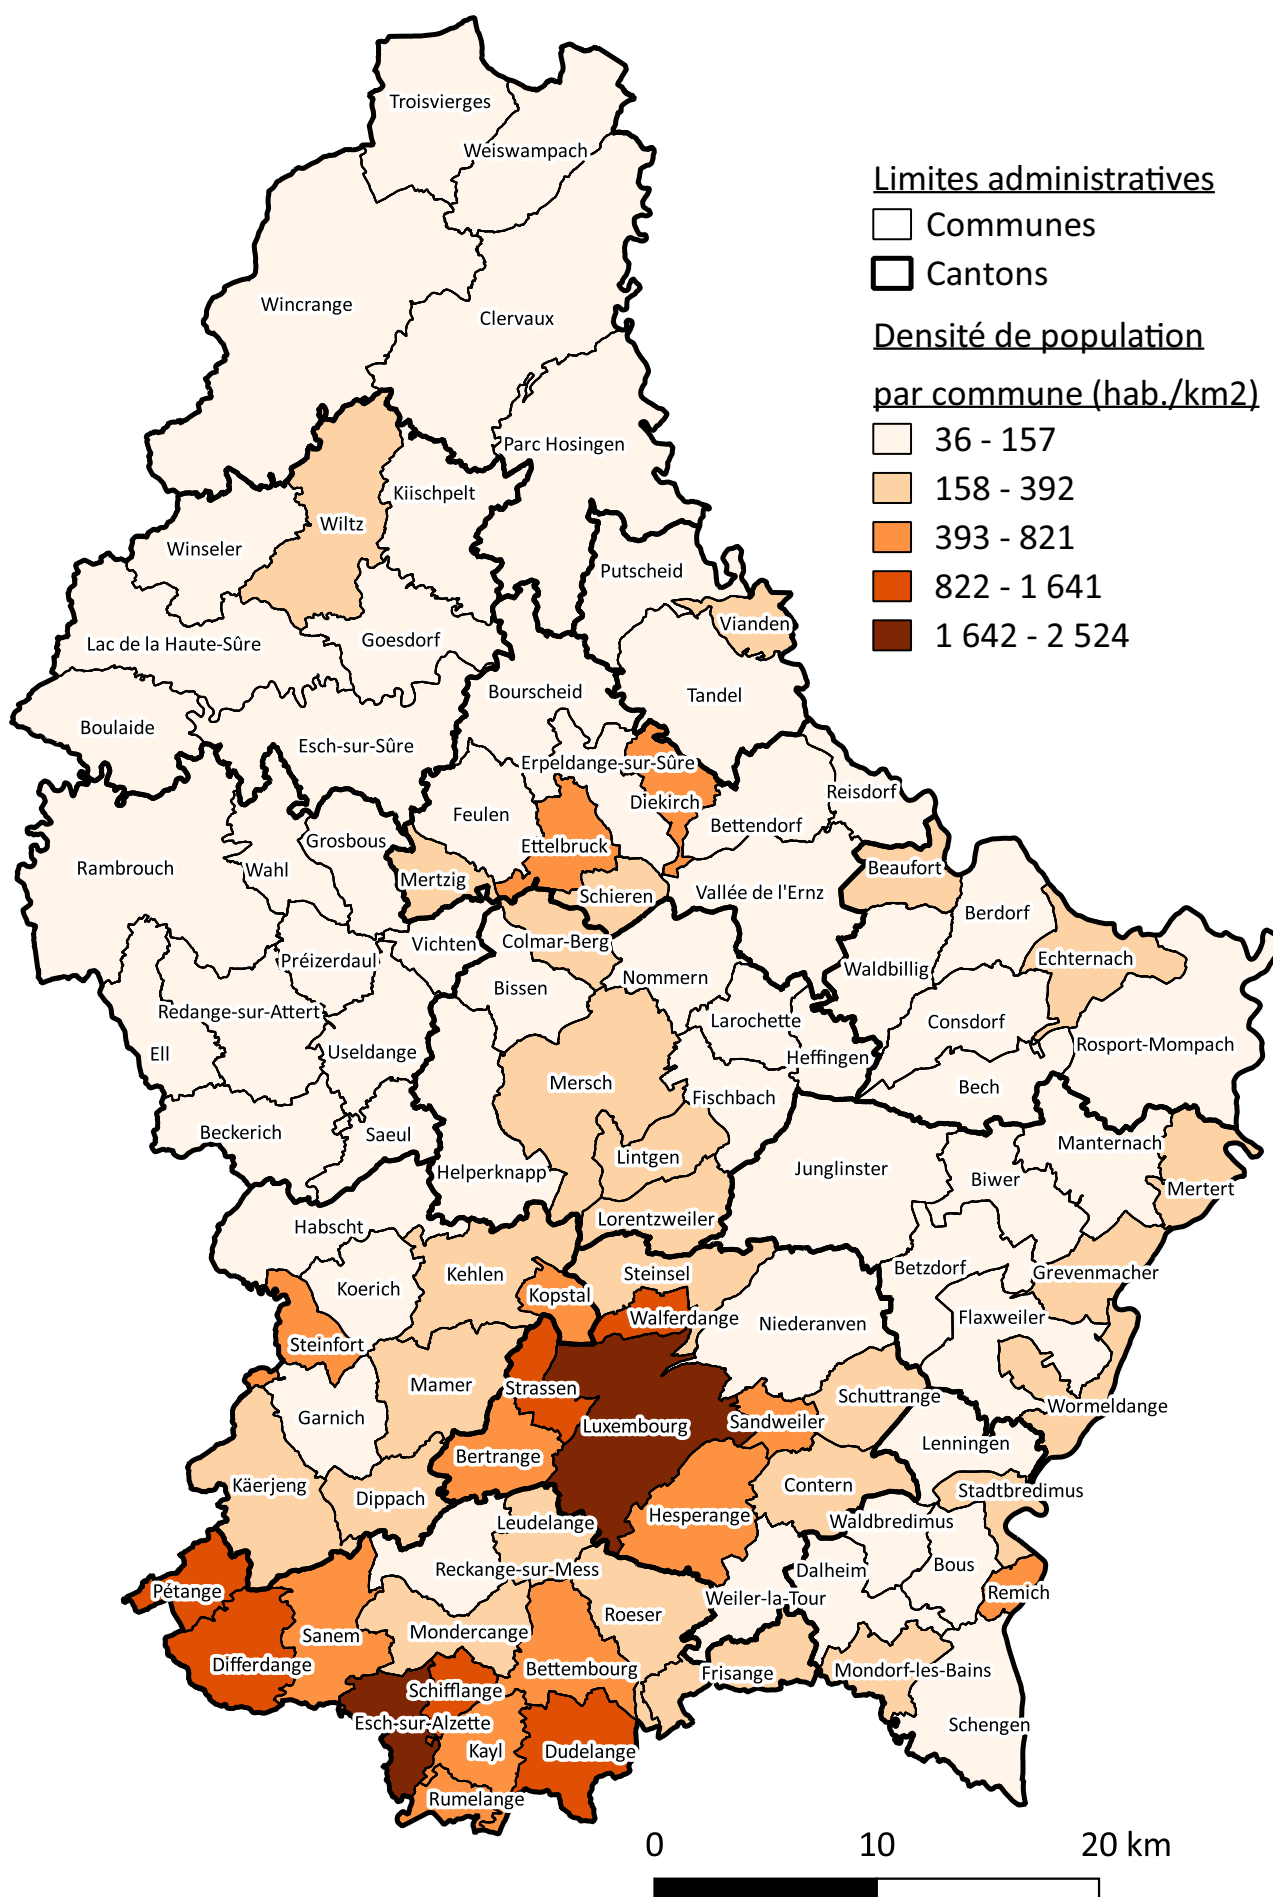 Troisvierges
Weiswampach
Limites administratives
Communes
Cantons
Wincrange
Clervaux
Densité de population
par commune (hab./km2)
36 - 157
158 - 392
393 - 821
822 - 1 641
1 642 - 2 524
Parc Hosingen
Kiischpelt
Wiltz
Winseler
Putscheid
Vianden
Lac de la Haute-Sûre
Goesdorf
Bourscheid
Tandel
Boulaide
Esch-sur-Sûre
Erpeldange-sur-Sûre
Reisdorf
Diekirch
Feulen
Bettendorf
Grosbous
Ettelbruck
Rambrouch
Wahl
Beaufort
Mertzig
Schieren
Vallée de l'Ernz
Berdorf
Vichten
Colmar-Berg
Préizerdaul
Echternach
Waldbillig
Nommern
Bissen
Redange-sur-Attert
Larochette
Consdorf
Rosport-Mompach
Ell
Useldange
Heffingen
Mersch
Bech
Fischbach
Beckerich
Saeul
Manternach
Lintgen
Junglinster
Helperknapp
Biwer
Mertert
Lorentzweiler
Habscht
Betzdorf
Kehlen
Steinsel
Grevenmacher
Koerich
Kopstal
Walferdange
Niederanven
Flaxweiler
Steinfort
Mamer
Strassen
Schuttrange
Wormeldange
Garnich
Luxembourg
Sandweiler
Lenningen
Bertrange
Käerjeng
Contern
Stadtbredimus
Dippach
Hesperange
Leudelange
Waldbredimus
Reckange-sur-Mess
Dalheim
Bous
Pétange
Remich
Weiler-la-Tour
Roeser
Mondercange
Sanem
Differdange
Bettembourg
Frisange
Mondorf-les-Bains
Schifflange
Esch-sur-Alzette
Schengen
Kayl
Dudelange
Rumelange
0 10 20 km